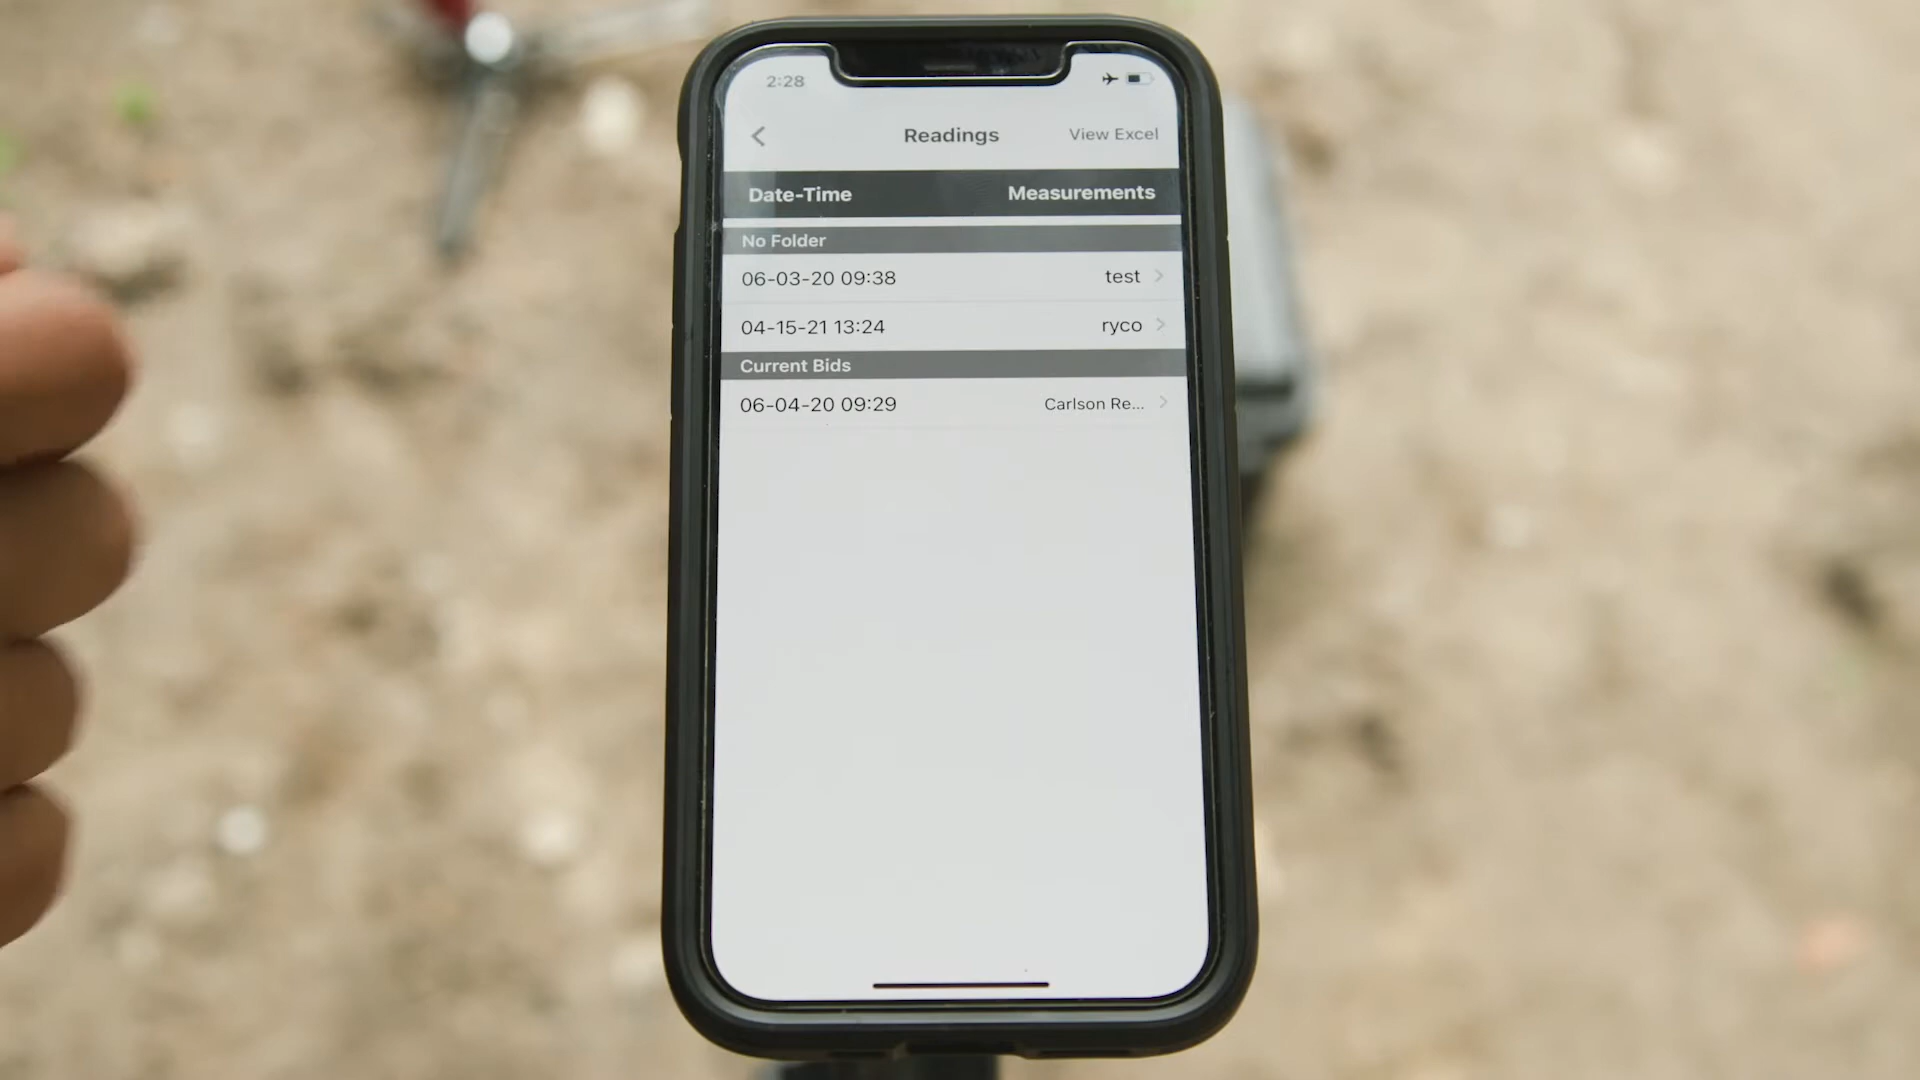 2:28
Readings
View Excel
Date-Time Measurements
No Folder
06-03-20 09:38 test
04-15-21 13:24 ryco
Current Bids
06-04-20 09:29 Carlson Re...